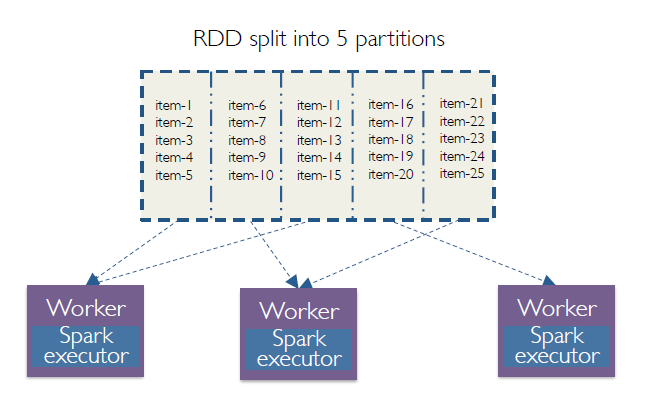 RDD split into 5 partitions
item-1
item-2
item-3
item-4
item-5
item-6
item-7
item-8
item-9
item-10
item-11
item-12
item-13
item-14
item-15
item-16
item-17
item-18
item-19
item-20
item-21
item-22
item-23
item-24
item-25
Worker
Spark
executor
Worker
Spark
executor
Worker
Spark
executor